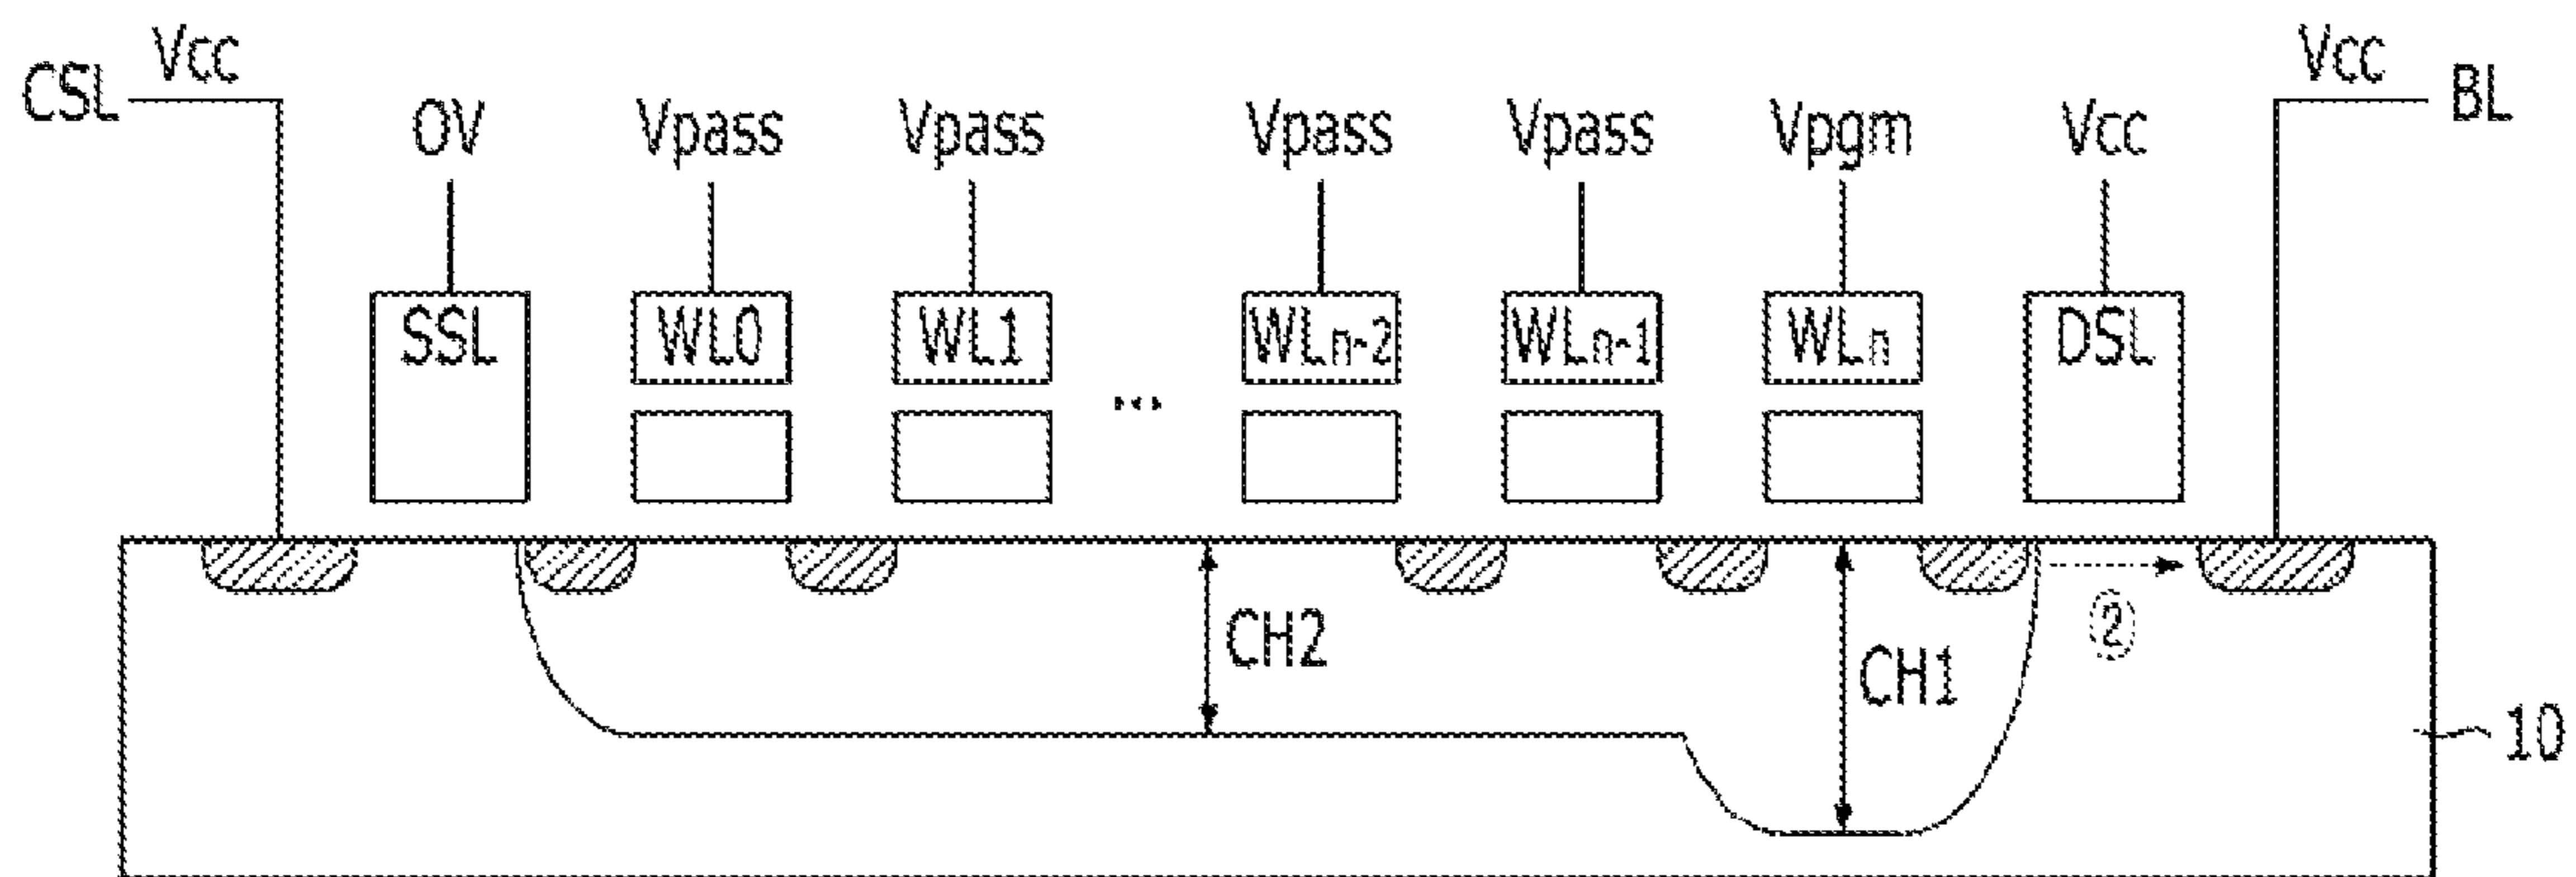 CSL Vcc Vcc BL
0V Vpass Vpass Vpass Vpass Vpgm Vcc
SSL WL0 WL1 ... WLn-2 WLn-1 WLn DSL
CH2 CH1 ② 10